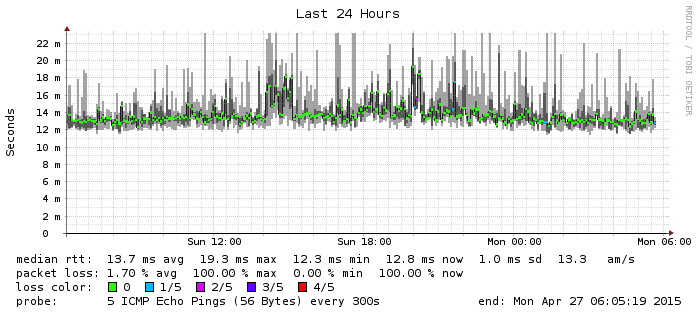 Last 24 Hours
RRDTOOL / TOBI OETIKER
Seconds
22 m
20 m
18 m
16 m
14 m
12 m
10 m
8 m
6 m
4 m
2 m
0
Sun 12:00 Sun 18:00 Mon 00:00 Mon 06:00
median rtt: 13.7 ms avg 19.3 ms max 12.3 ms min 12.8 ms now 1.0 ms sd 13.3 am/s
packet loss: 1.70 % avg 100.00 % max 0.00 % min 100.00 % now
loss color: 0 1/5 2/5 3/5 4/5
probe: 5 ICMP Echo Pings (56 Bytes) every 300s end: Mon Apr 27 06:05:19 2015